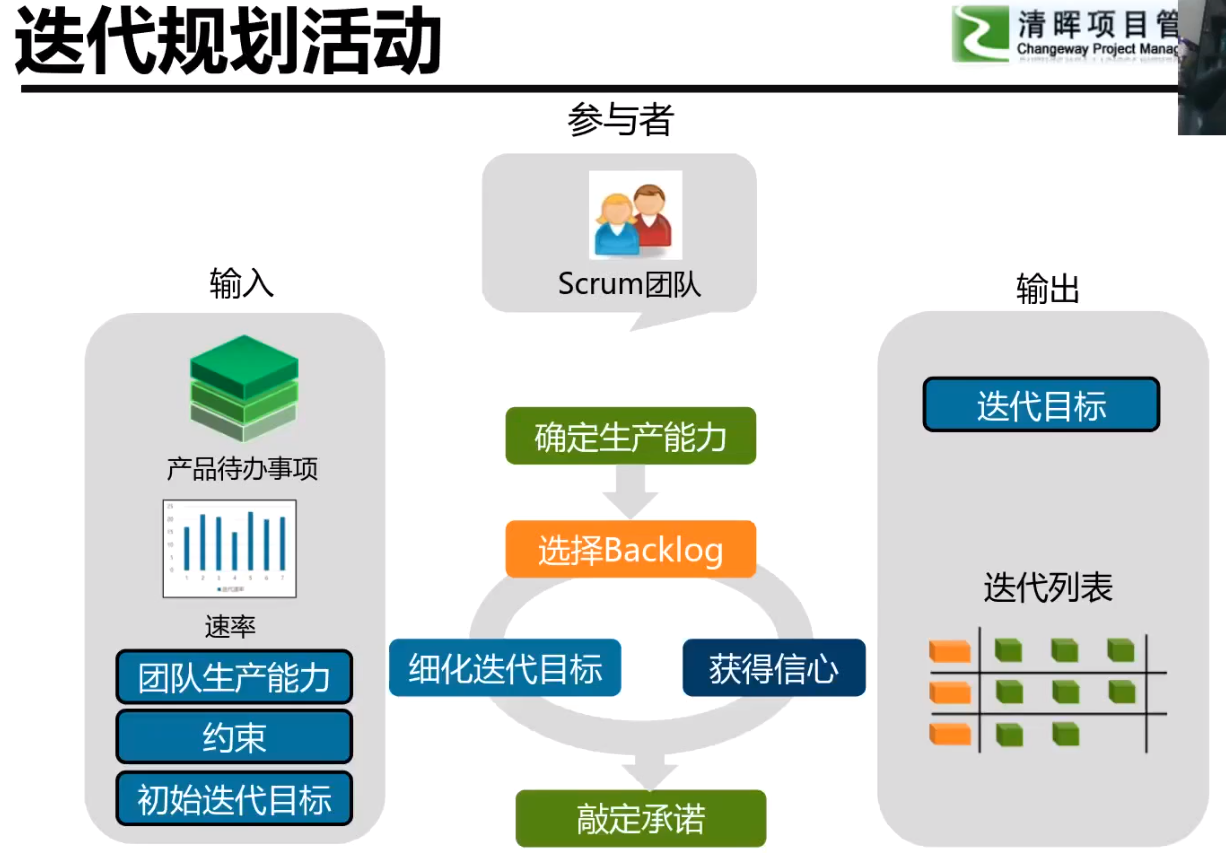 迭代规划活动
清晖项目管
Changeway Project Manag
参与者
Scrum团队
输入
产品待办事项
速率
团队生产能力
约束
初始迭代目标
确定生产能力
选择Backlog
细化迭代目标
获得信心
敲定承诺
输出
迭代目标
迭代列表